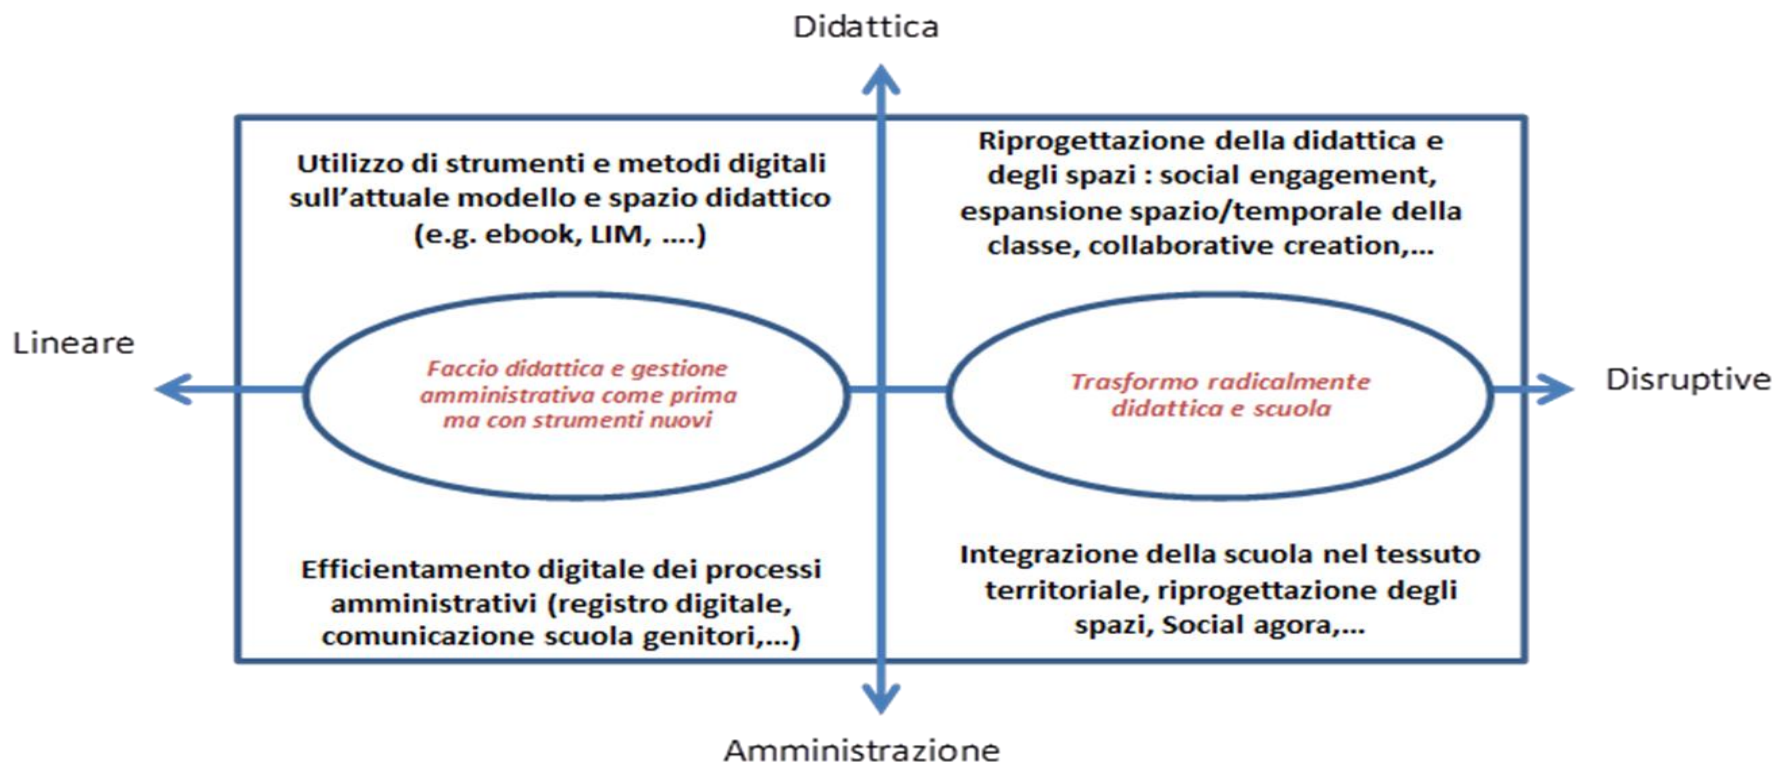 Didattica
Utilizzo di strumenti e metodi digitali
sull'attuale modello e spazio didattico
(e.g. ebook, LIM, ....)
Riprogettazione della didattica e
degli spazi : social engagement,
espansione spazio/temporale della
classe, collaborative creation,...
Lineare
Faccio didattica e gestione
amministrativa come prima
ma con strumenti nuovi
Trasformo radicalmente
didattica e scuola
Disruptive
Efficientamento digitale dei processi
amministrativi (registro digitale,
comunicazione scuola genitori,...)
Integrazione della scuola nel tessuto
territoriale, riprogettazione degli
spazi, Social agora,...
Amministrazione